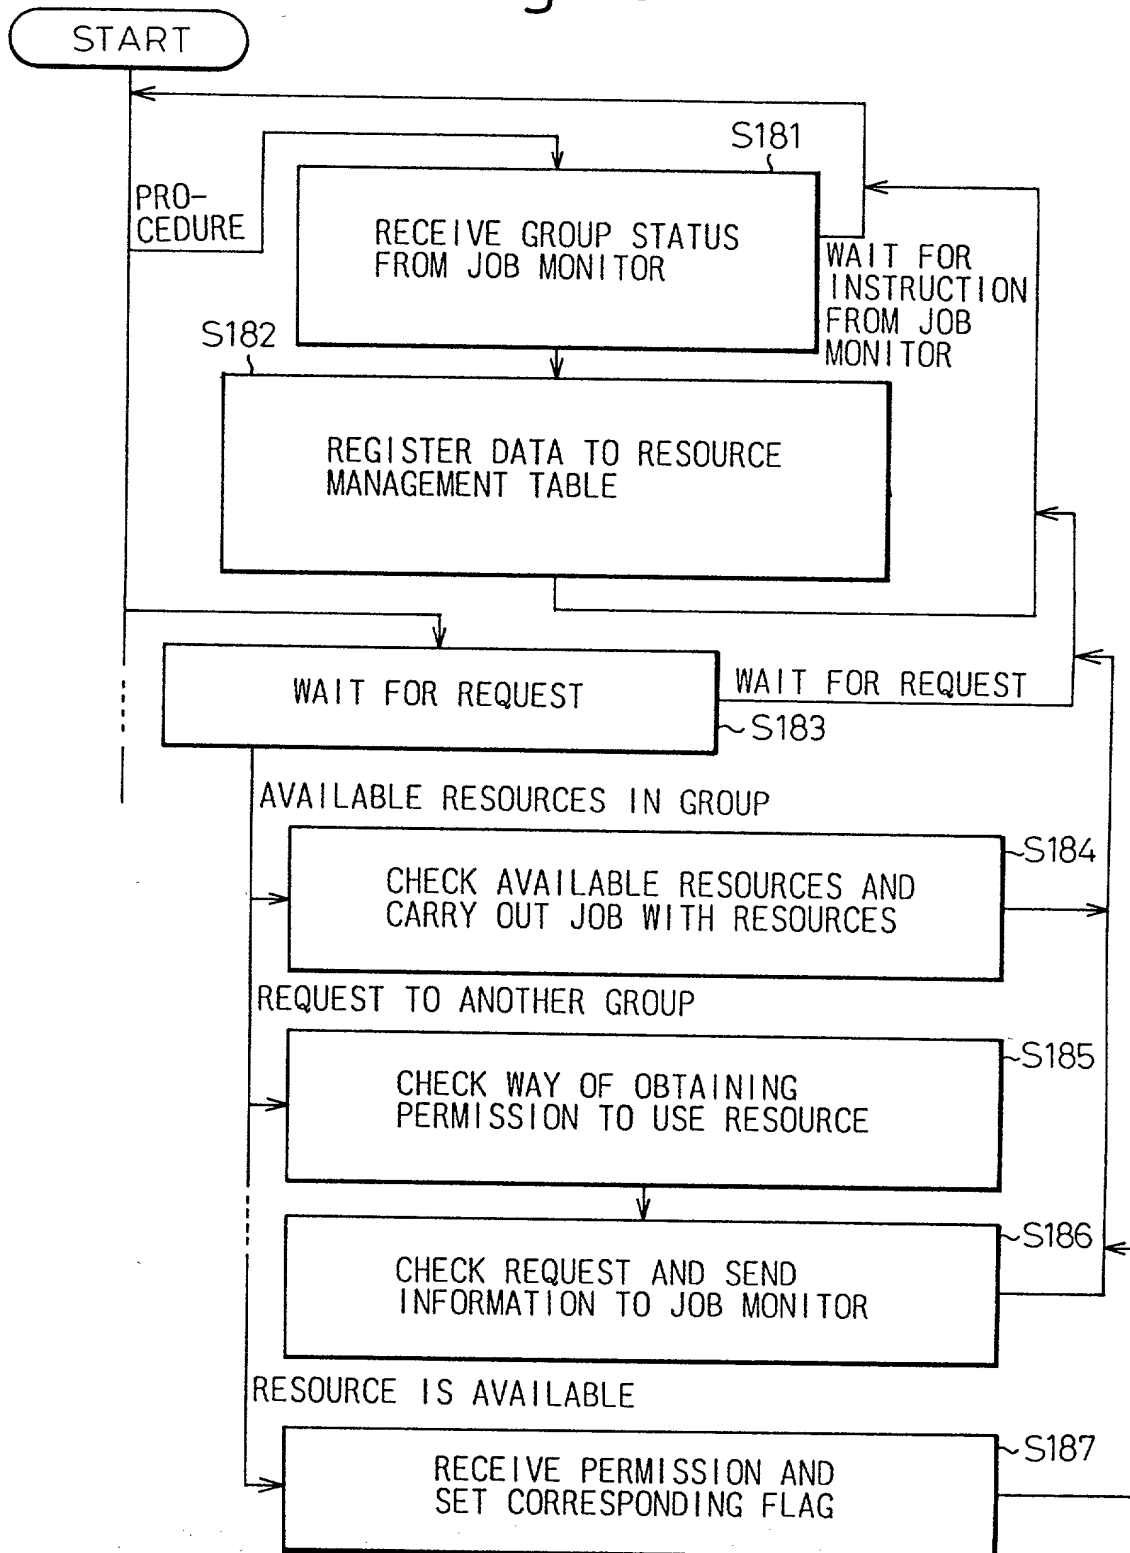 START
S181
PRO-
CEDURE
RECEIVE GROUP STATUS
FROM JOB MONITOR
WAIT FOR
INSTRUCTION
FROM JOB
MONITOR
S182
REGISTER DATA TO RESOURCE
MANAGEMENT TABLE
WAIT FOR REQUEST
WAIT FOR REQUEST
S183
AVAILABLE RESOURCES IN GROUP
S184
CHECK AVAILABLE RESOURCES AND
CARRY OUT JOB WITH RESOURCES
REQUEST TO ANOTHER GROUP
S185
CHECK WAY OF OBTAINING
PERMISSION TO USE RESOURCE
S186
CHECK REQUEST AND SEND
INFORMATION TO JOB MONITOR
RESOURCE IS AVAILABLE
S187
RECEIVE PERMISSION AND
SET CORRESPONDING FLAG